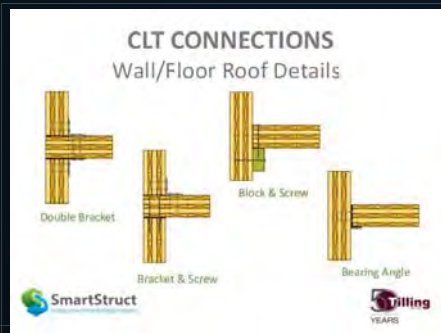 CLT CONNECTIONS
Wall/Floor Roof Details
Double Bracket
Block & Screw
Bracket & Screw
Bearing Angle
SmartStruct
Tilling
YEARS